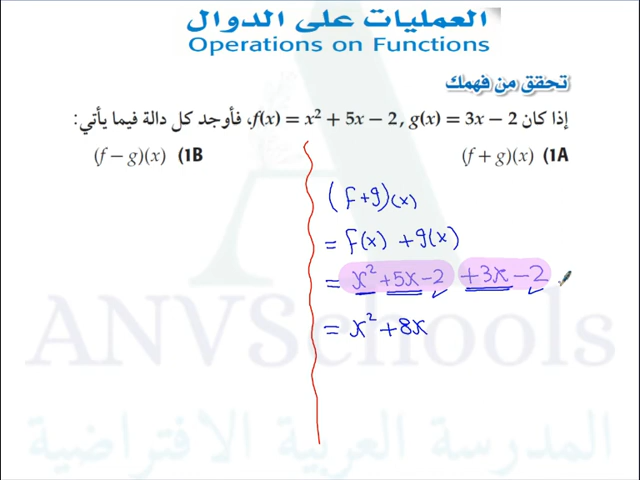 العمليات على الدوال
Operations on Functions
تحقق من فهمك
إذا كان f(x) = x² + 5x − 2, g(x) = 3x − 2، فأوجد كل دالة فيما يأتي:
(f + g)(x) (1A
(f − g)(x) (1B
(f+g)(x)
= f(x) + g(x)
= x² + 5x − 2 + 3x − 2
= x² + 8x
ANVSchools
المدرسة العربية الافتراضية